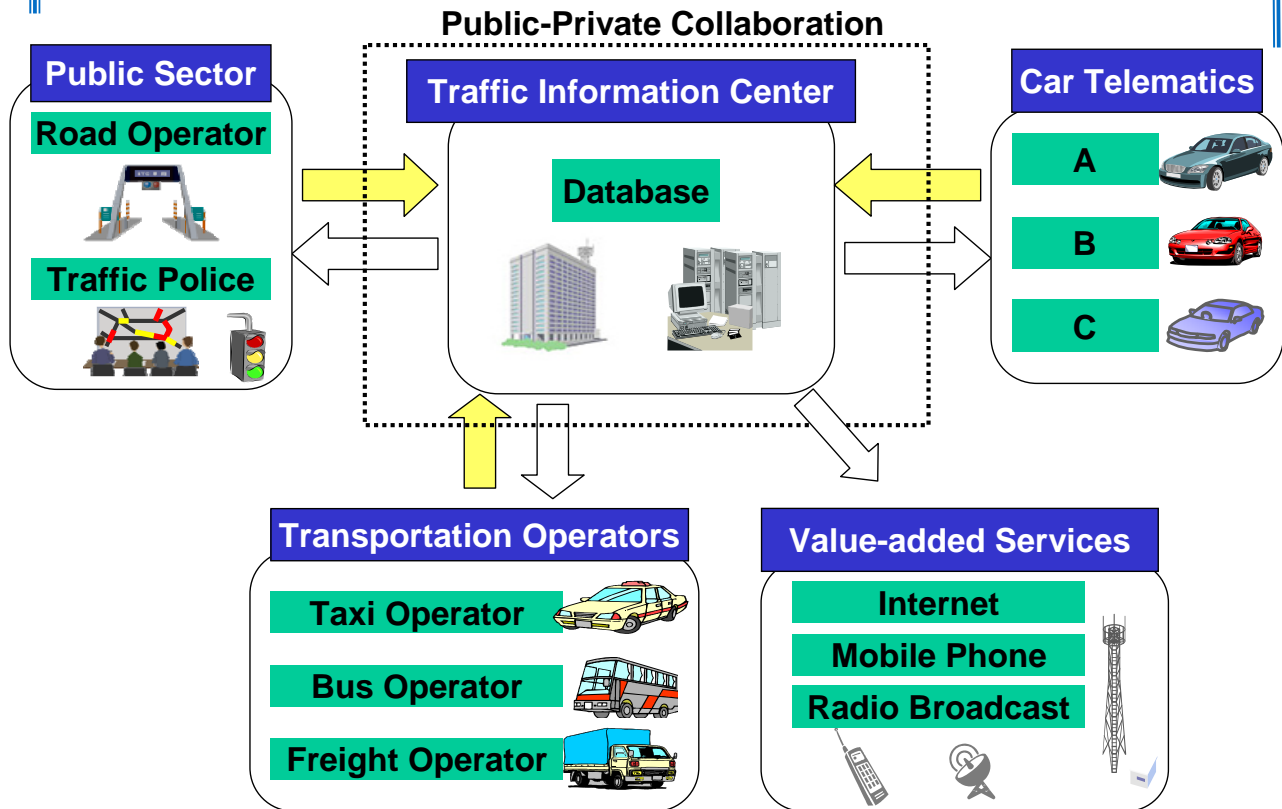 Public-Private Collaboration
Public Sector
Road Operator
Traffic Police
Traffic Information Center
Database
Car Telematics
A
B
C
Transportation Operators
Taxi Operator
Bus Operator
Freight Operator
Value-added Services
Internet
Mobile Phone
Radio Broadcast